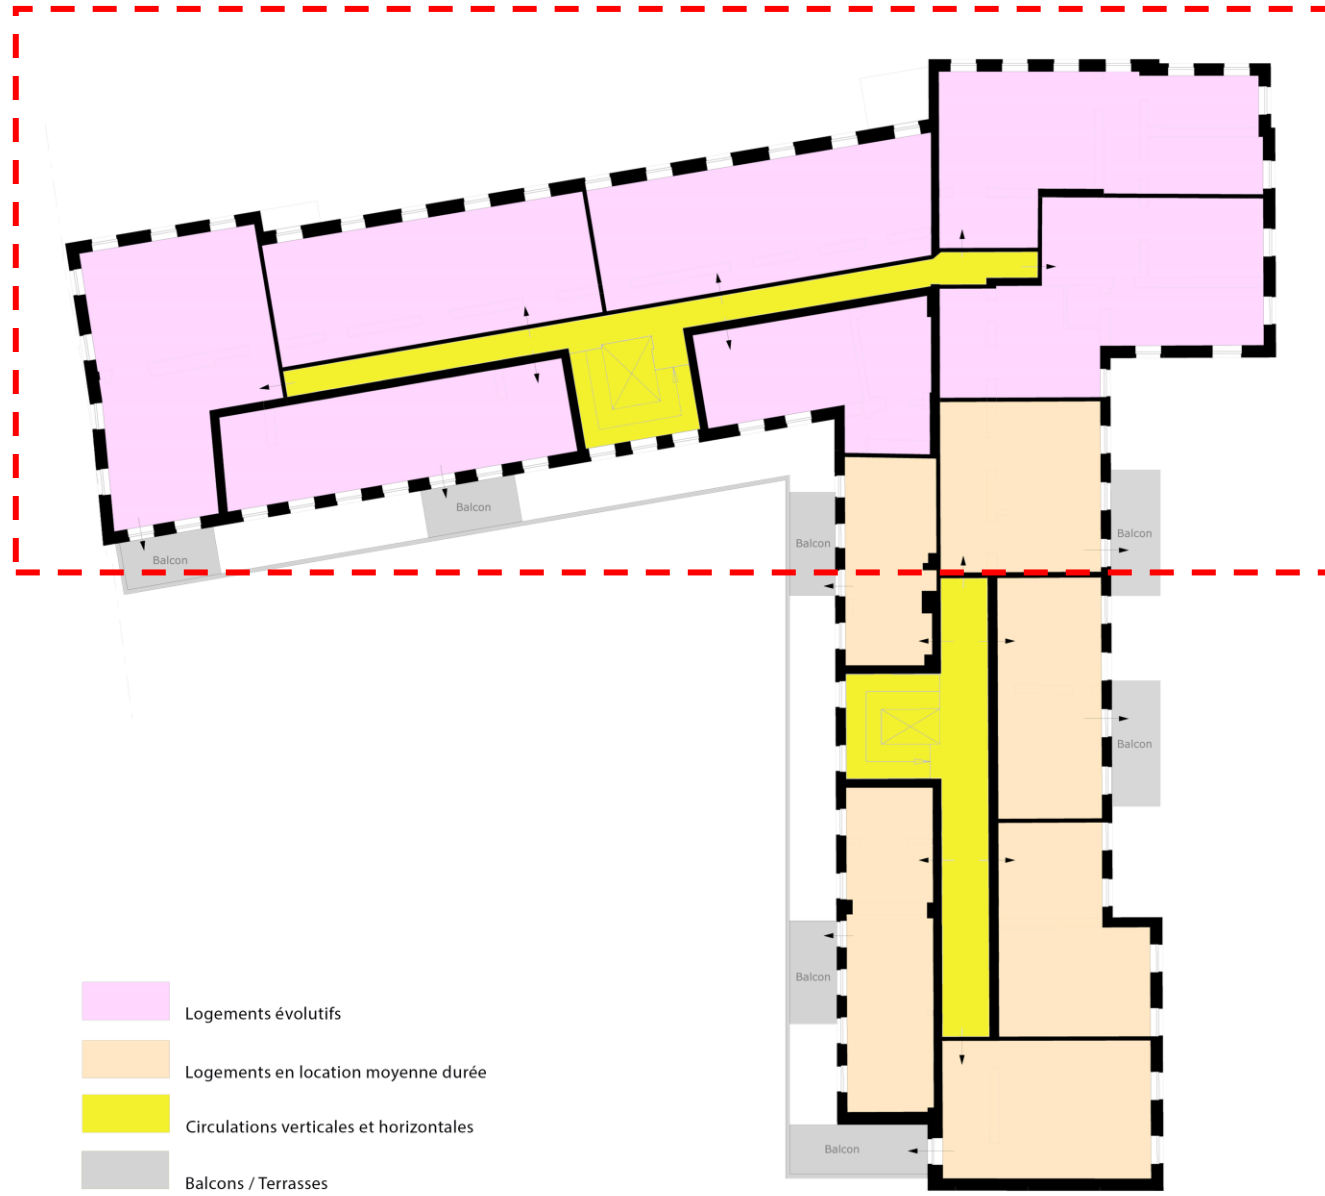 Balcon
Balcon
Balcon
Balcon
Balcon
Balcon
Balcon
Logements évolutifs
Logements en location moyenne durée
Circulations verticales et horizontales
Balcons / Terrasses